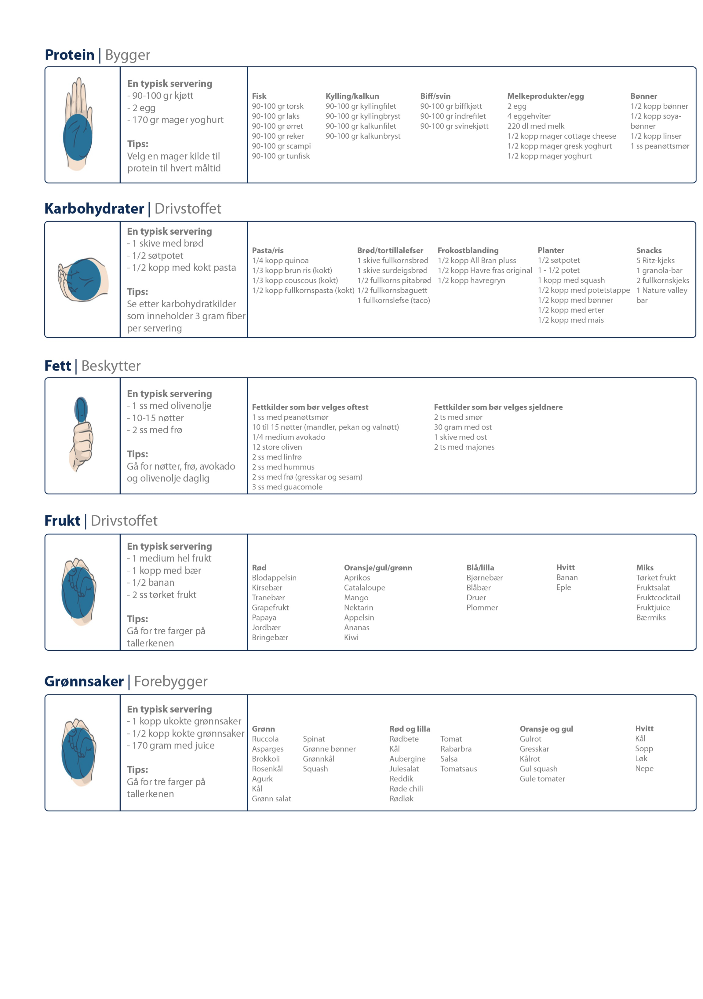 Protein | Bygger
En typisk servering
- 90-100 gr kjøtt
- 2 egg
- 170 gr mager yoghurt
Tips:
Velg en mager kilde til
protein til hvert måltid
Fisk
90-100 gr torsk
90-100 gr laks
90-100 gr ørret
90-100 gr reker
90-100 gr scampi
90-100 gr tunfisk
Kylling/kalkun
90-100 gr kyllingfilet
90-100 gr kyllingbryst
90-100 gr kalkunfilet
90-100 gr kalkunbryst
Biff/svin
90-100 gr biffkjøtt
90-100 gr indrefilet
90-100 gr svinekjøtt
Melkeprodukter/egg
2 egg
4 eggehviter
220 dl med melk
1/2 kopp mager cottage cheese
1/2 kopp mager gresk yoghurt
1/2 kopp mager yoghurt
Bønner
1/2 kopp bønner
1/2 kopp soya-
bønner
1/2 kopp linser
1 ss peanøttsmør
Karbohydrater | Drivstoffet
En typisk servering
- 1 skive med brød
- 1/2 søtpotet
- 1/2 kopp med kokt pasta
Tips:
Se etter karbohydratkilder
som inneholder 3 gram fiber
per servering
Pasta/ris
1/4 kopp quinoa
1/3 kopp brun ris (kokt)
1/3 kopp couscous (kokt)
1/2 kopp fullkornspasta (kokt)
Brød/tortillalefser
1 skive fullkornsbrød
1 skive surdeigsbrød
1/2 fullkorns pitabrød
1/2 fullkornsbaguett
1 fullkornslefse (taco)
Frokostblanding
1/2 kopp All Bran pluss
1/2 kopp Havre fras original
1/2 kopp havregryn
Planter
1/2 søtpotet
1 - 1/2 potet
1 kopp med squash
1/2 kopp med potetstappe
1/2 kopp med bønner
1/2 kopp med erter
1/2 kopp med mais
Snacks
5 Ritz-kjeks
1 granola-bar
2 fullkornskjeks
1 Nature valley
bar
Fett | Beskytter
En typisk servering
- 1 ss med olivenolje
- 10-15 nøtter
- 2 ss med frø
Tips:
Gå for nøtter, frø, avokado
og olivenolje daglig
Fettkilder som bør velges oftest
1 ss med peanøttsmør
10 til 15 nøtter (mandler, pekan og valnøtt)
1/4 medium avokado
12 store oliven
2 ss med linfrø
2 ss med hummus
2 ss med frø (gresskar og sesam)
3 ss med guacomole
Fettkilder som bør velges sjeldnere
2 ts med smør
30 gram med ost
1 skive med ost
2 ts med majones
Frukt | Drivstoffet
En typisk servering
- 1 medium hel frukt
- 1 kopp med bær
- 1/2 banan
- 2 ss tørket frukt
Tips:
Gå for tre farger på
tallerkenen
Rød
Blodappelsin
Kirsebær
Tranebær
Grapefrukt
Papaya
Jordbær
Bringebær
Oransje/gul/grønn
Aprikos
Catalaloupe
Mango
Nektarin
Appelsin
Ananas
Kiwi
Blå/lilla
Bjørnebær
Blåbær
Druer
Plommer
Hvitt
Banan
Eple
Miks
Tørket frukt
Fruktsalat
Fruktcocktail
Fruktjuice
Bærmiks
Grønnsaker | Forebygger
En typisk servering
- 1 kopp ukokte grønnsaker
- 1/2 kopp kokte grønnsaker
- 170 gram med juice
Tips:
Gå for tre farger på
tallerkenen
Grønn
Ruccola
Asparges
Brokkoli
Rosenkål
Agurk
Kål
Grønn salat
Spinat
Grønne bønner
Grønnkål
Squash
Rød og lilla
Rødbete
Kål
Aubergine
Julesalat
Reddik
Røde chili
Rødløk
Tomat
Rabarbra
Salsa
Tomatsaus
Oransje og gul
Gulrot
Gresskar
Kålrot
Gul squash
Gule tomater
Hvitt
Kål
Sopp
Løk
Nepe